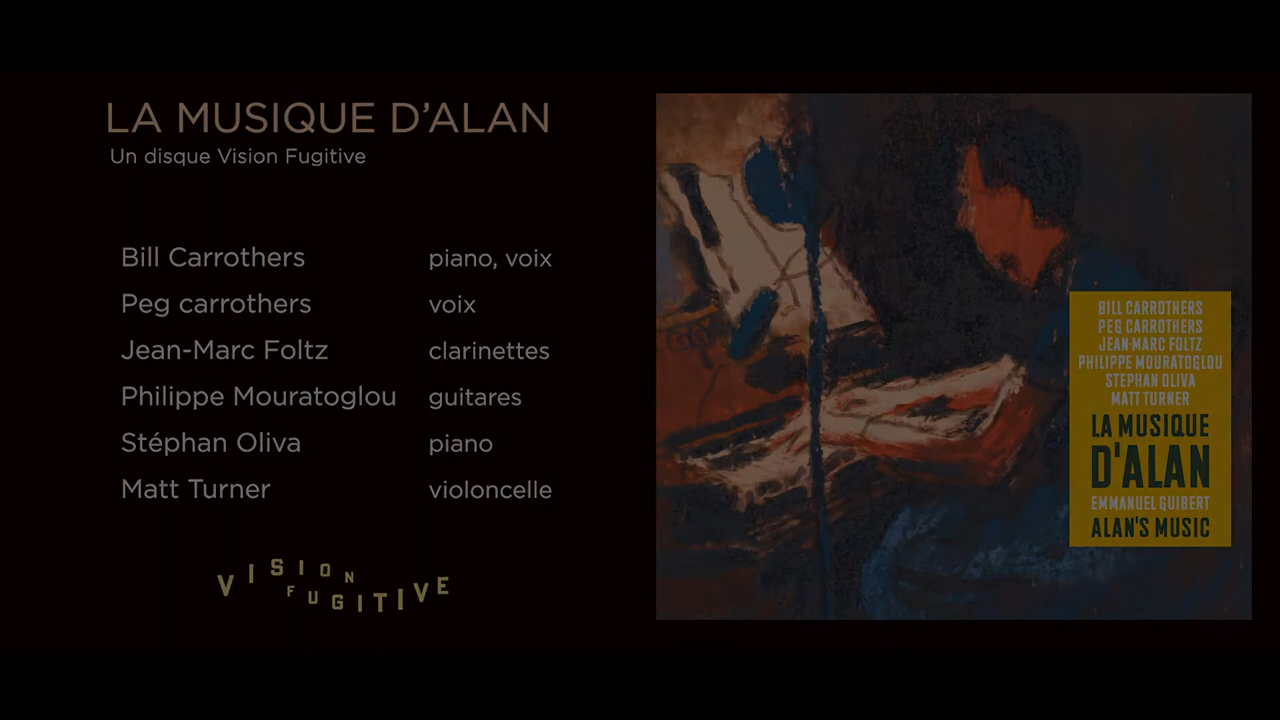 LA MUSIQUE D'ALAN
Un disque Vision Fugitive
Bill Carrothers piano, voix
Peg carrothers voix
Jean-Marc Foltz clarinettes
Philippe Mouratoglou guitares
Stéphan Oliva piano
Matt Turner violoncelle
VISION
FUGITIVE
BILL CARROTHERS
PEG CARROTHERS
JEAN-MARC FOLTZ
PHILIPPE MOURATOGLOU
STEPHAN OLIVA
MATT TURNER
LA MUSIQUE
D'ALAN
EMMANUEL GUIBERT
ALAN'S MUSIC